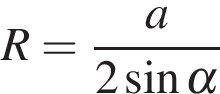 R = a / (2 sin α)